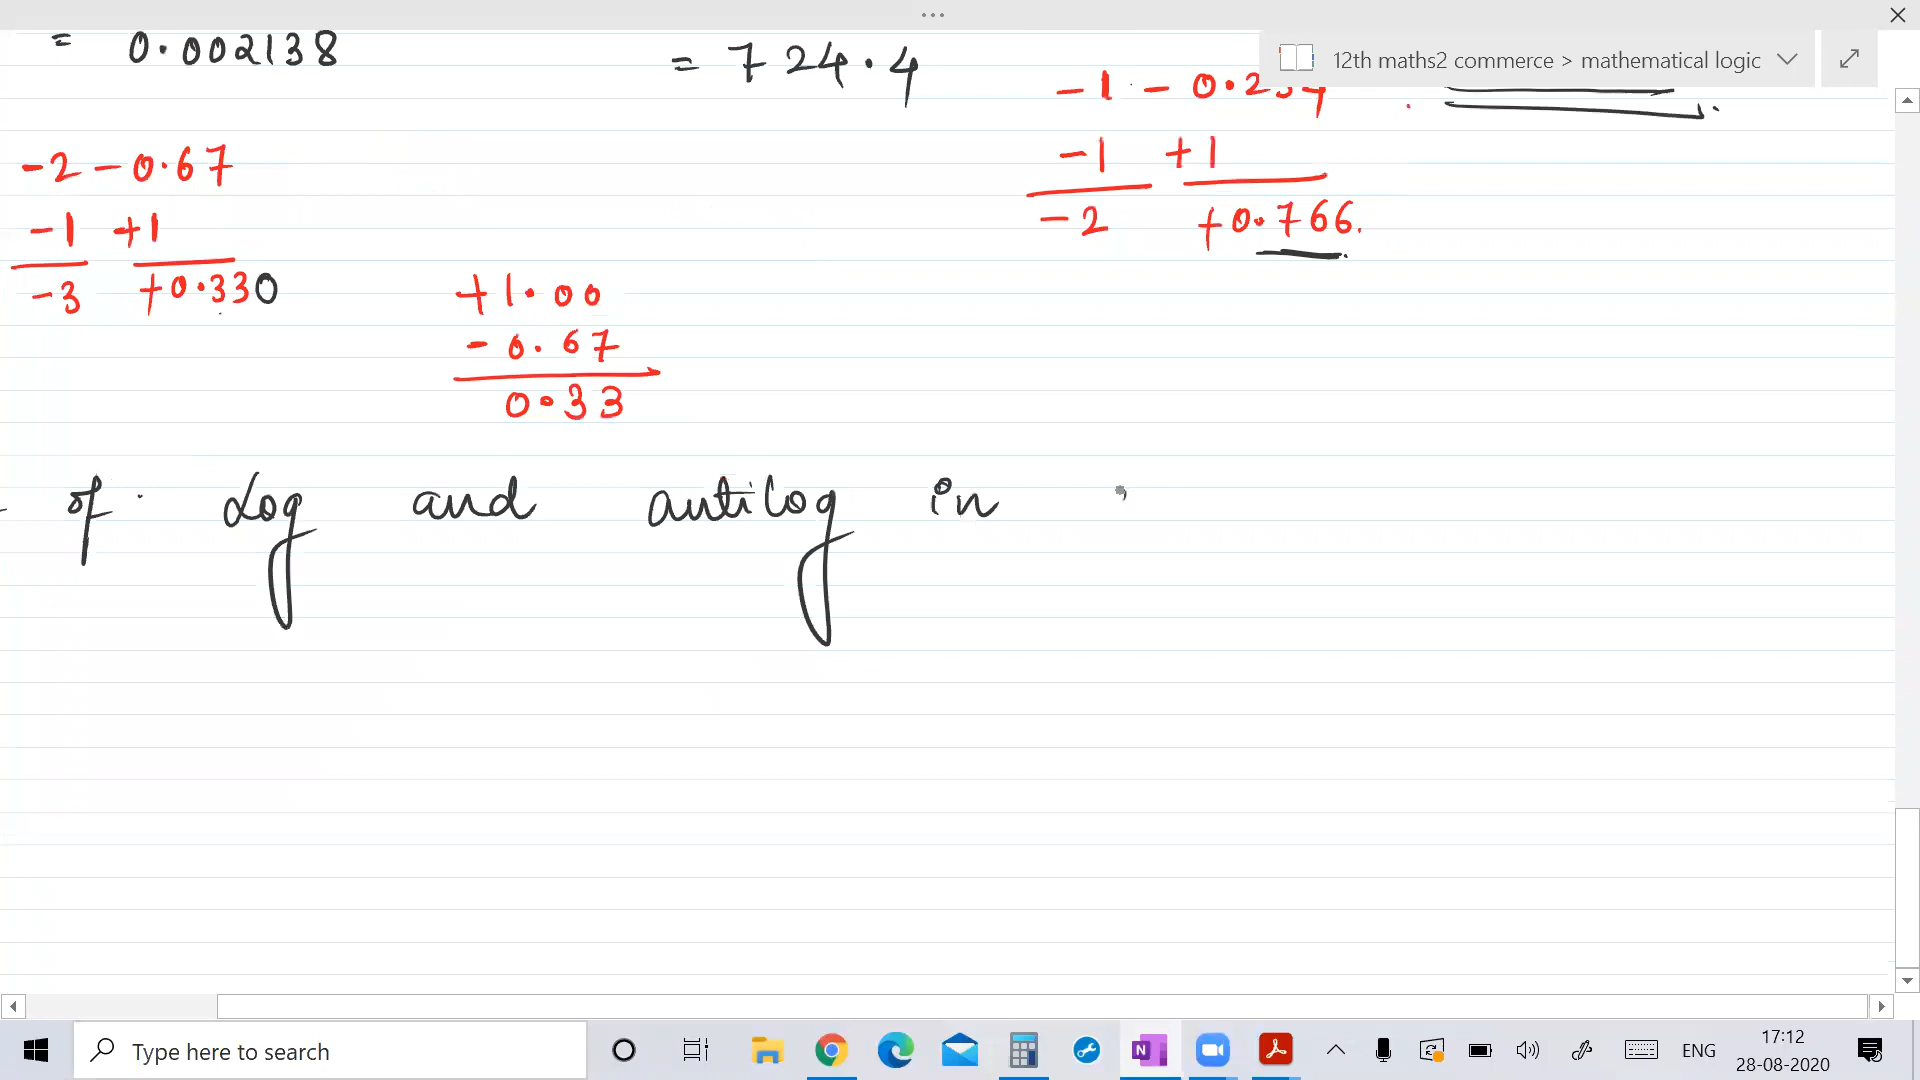 = 0.002138
= 724.4
12th maths2 commerce > mathematical logic
-1 - 0.234
-1 +1
-2 +0.766.
-2 - 0.67
-1 +1
-3 +0.330
+1.00
- 0.67
0.33
of Log and antilog in
Type here to search
ENG
17:12
28-08-2020